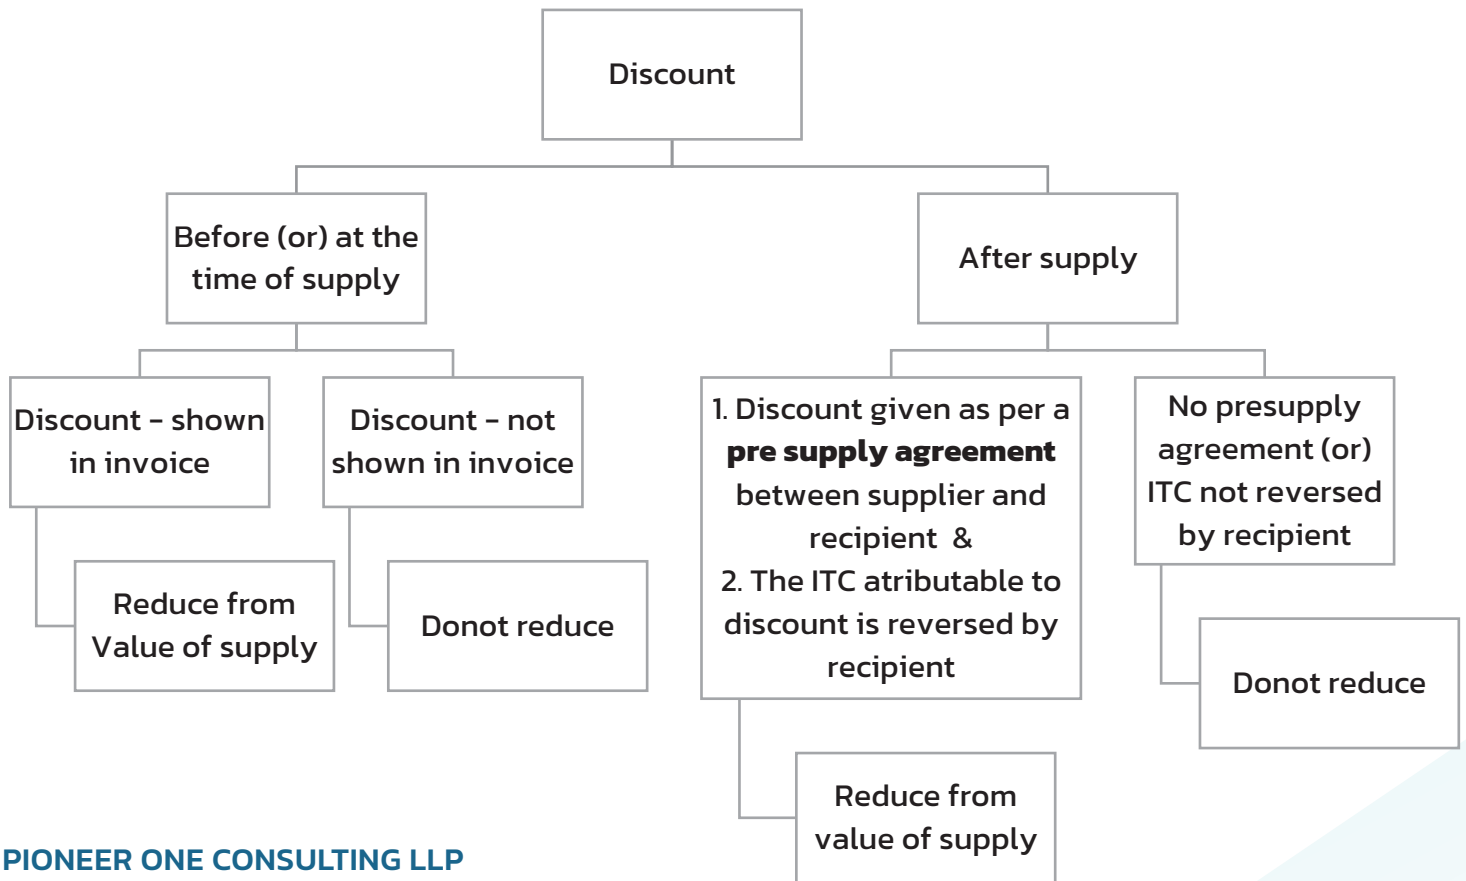 Discount
Before (or) at the
time of supply
After supply
Discount - shown
in invoice
Discount - not
shown in invoice
1. Discount given as per a
pre supply agreement
between supplier and
recipient &
2. The ITC atributable to
discount is reversed by
recipient
No presupply
agreement (or)
ITC not reversed
by recipient
Reduce from
Value of supply
Donot reduce
Donot reduce
Reduce from
value of supply
PIONEER ONE CONSULTING LLP